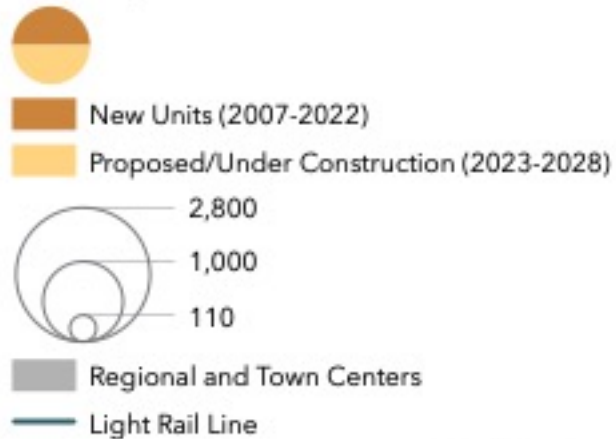 New Units (2007-2022)
Proposed/Under Construction (2023-2028)
2,800
1,000
110
Regional and Town Centers
Light Rail Line